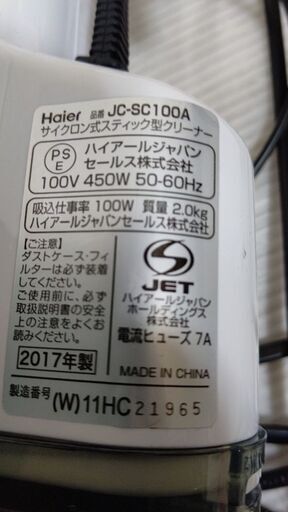 Haier 品番 JC-SC100A
サイクロン式スティック型クリーナー
PS
E
ハイアールジャパン
セールス株式会社
100V 450W 50-60Hz
吸込仕事率 100W 質量 2.0kg
ハイアールジャパンセールス株式会社
【ご注意】
ダストケース・フィ
ルターは必ず装着
してください。
ご使用前に、必ず
取扱説明書の安全
上の注意をよくお
読みください。
S
JET
ハイアールジャパン
ホールディングス
株式会社
電流ヒューズ 7A
2017年製
MADE IN CHINA
製造番号 (W)11HC21965